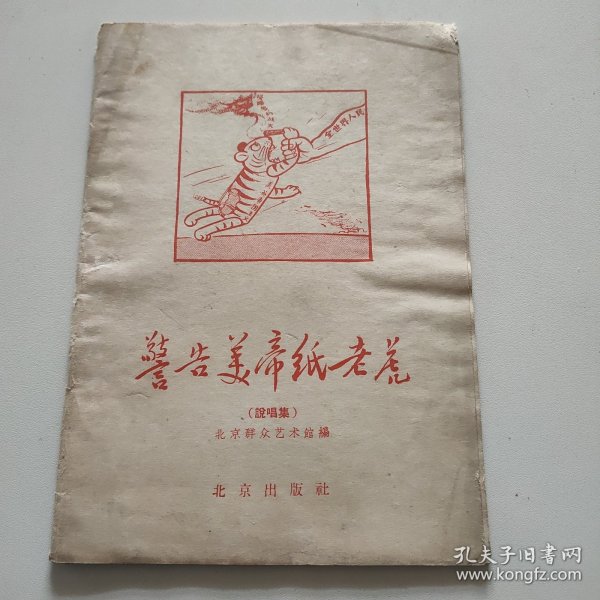 全世界人民
警告美帝纸老虎
(說唱集)
北京群众艺术館編
北京出版社
孔夫子旧书网
www.kongfz.com